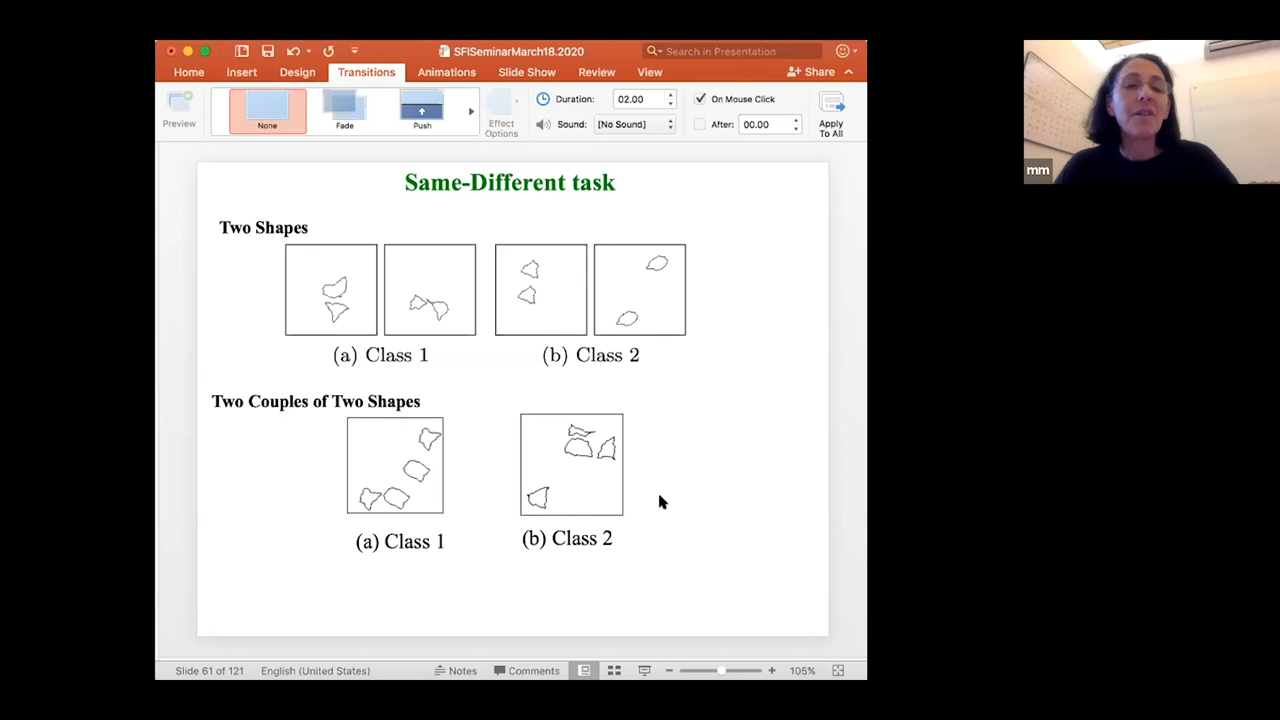 SFISeminarMarch18.2020
Search in Presentation
Home Insert Design Transitions Animations Slide Show Review View Share
Preview
None
Fade
Push
Effect
Options
Duration: 02.00
Sound: [No Sound]
On Mouse Click
After: 00.00
Apply
To All
mm
Same-Different task
Two Shapes
(a) Class 1
(b) Class 2
Two Couples of Two Shapes
(a) Class 1
(b) Class 2
Slide 61 of 121 English (United States) Notes Comments 105%